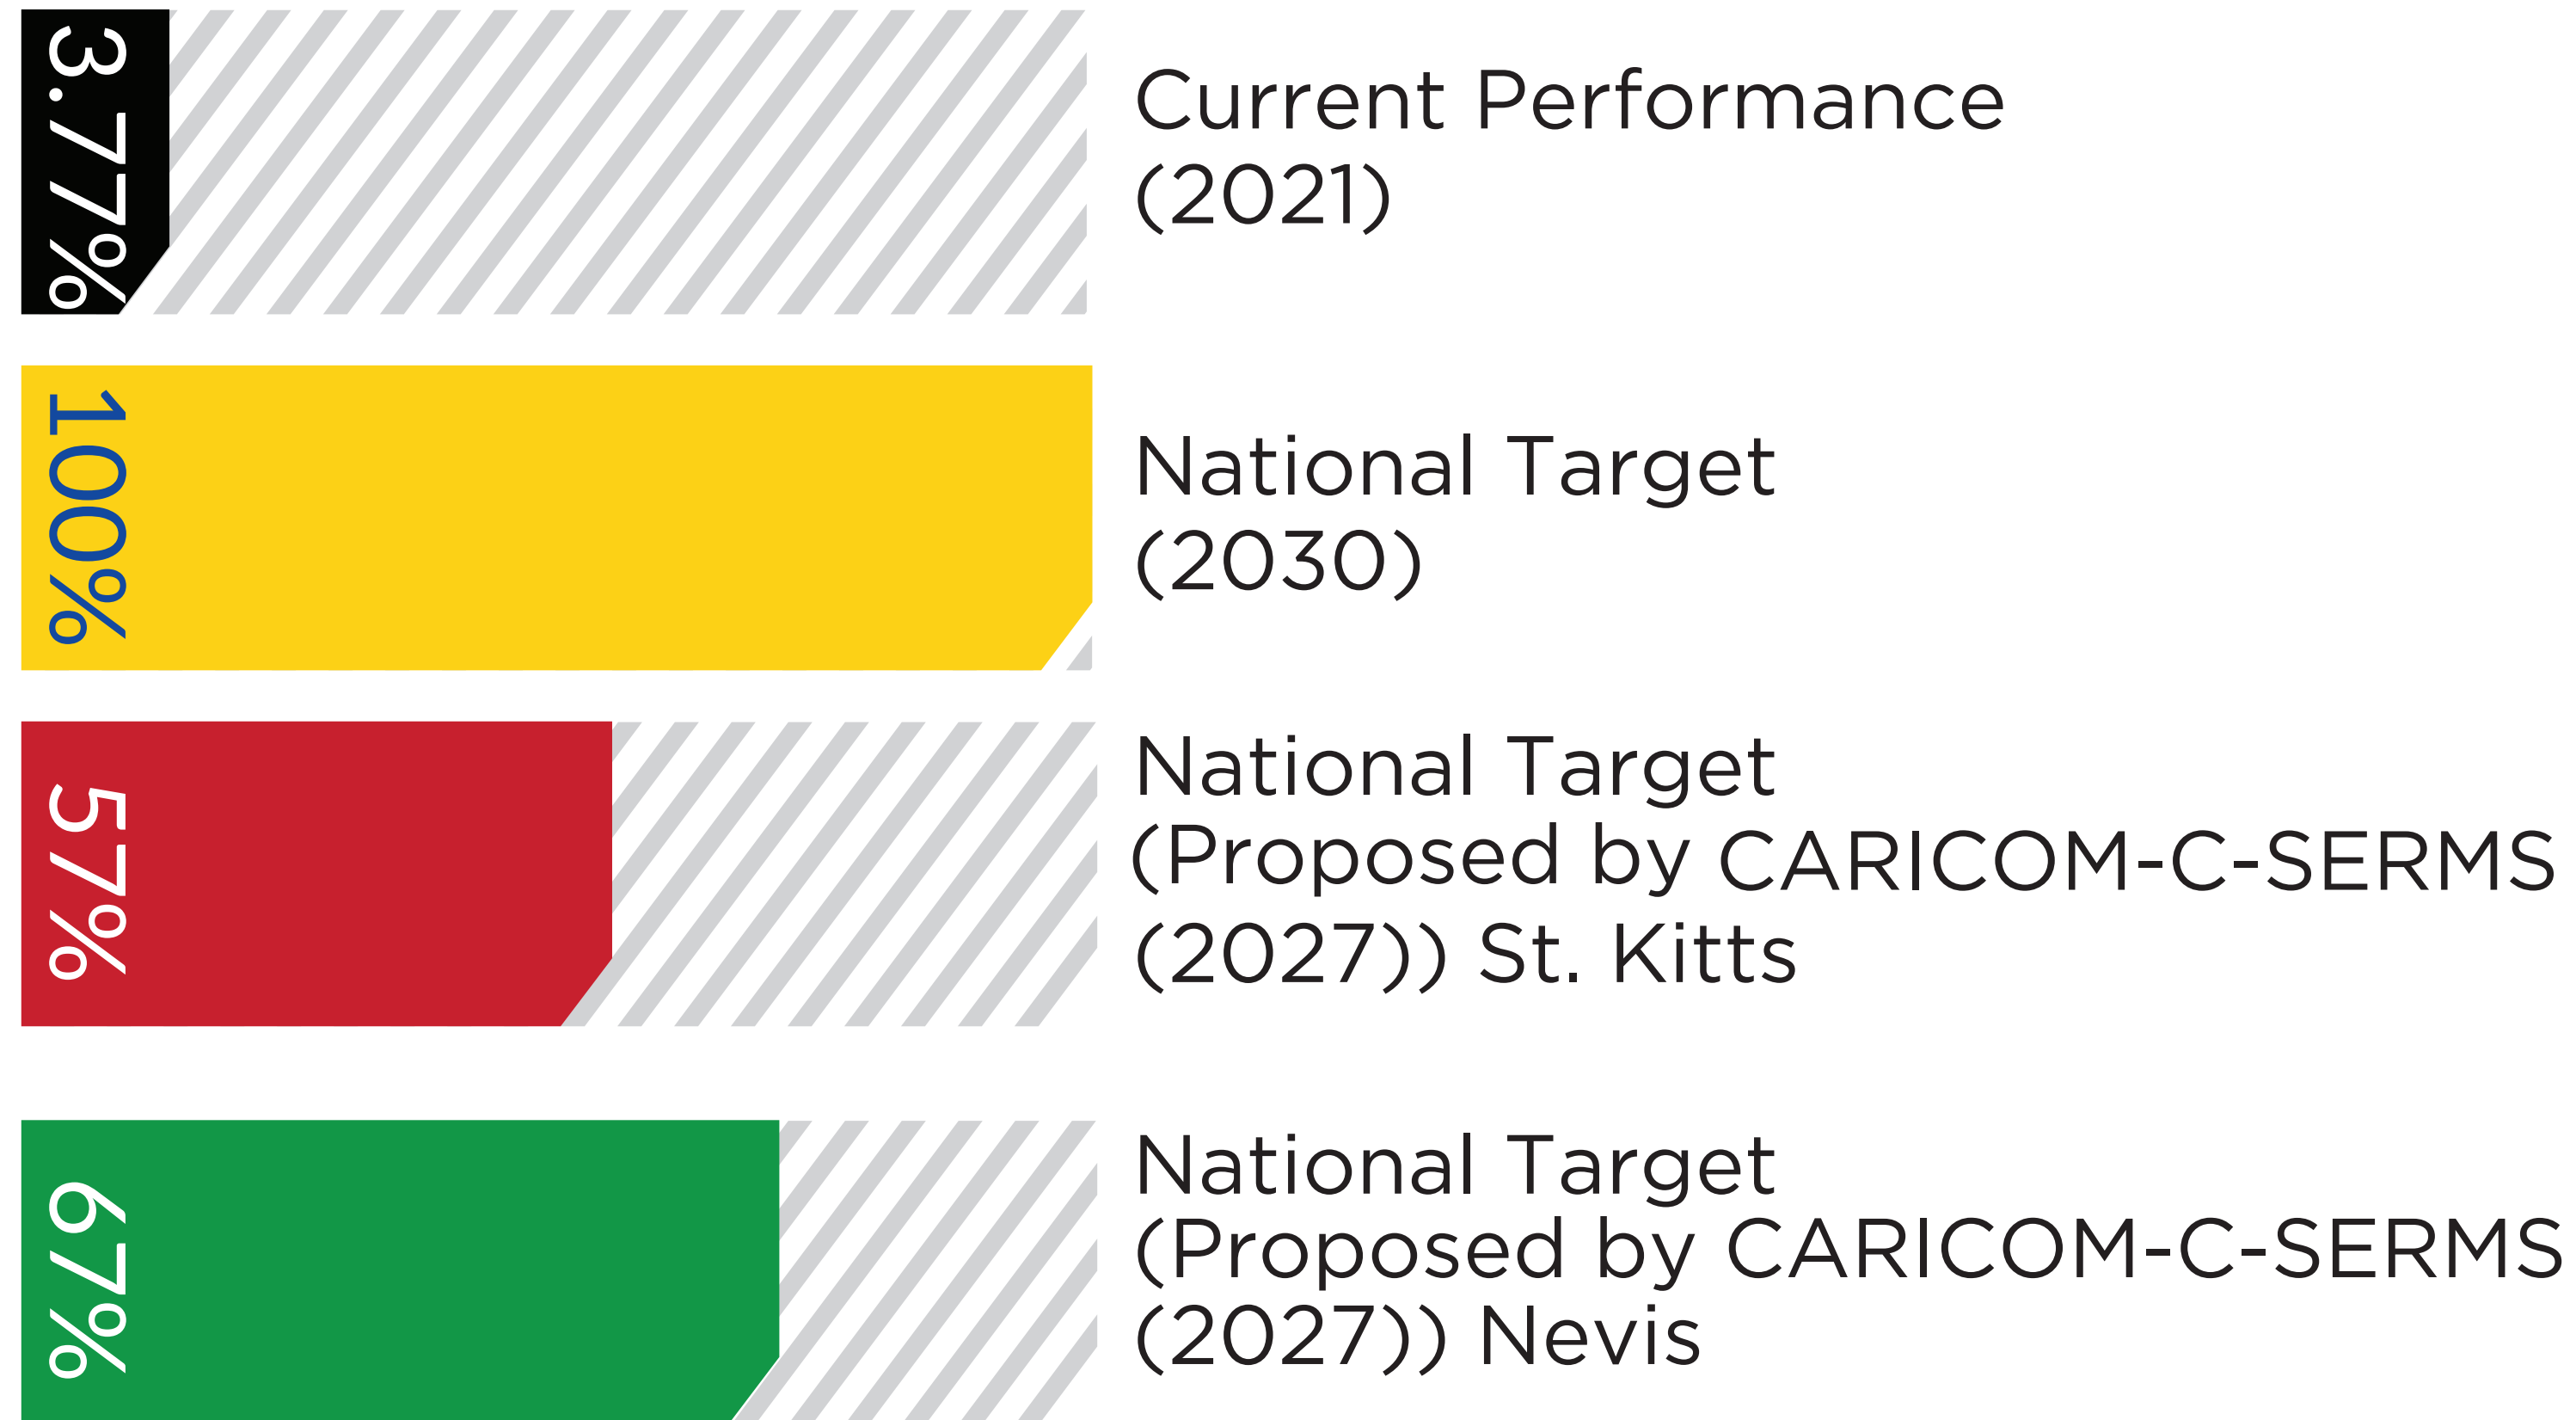 3.77%
Current Performance
(2021)
100%
National Target
(2030)
57%
National Target
(Proposed by CARICOM-C-SERMS
(2027)) St. Kitts
67%
National Target
(Proposed by CARICOM-C-SERMS
(2027)) Nevis